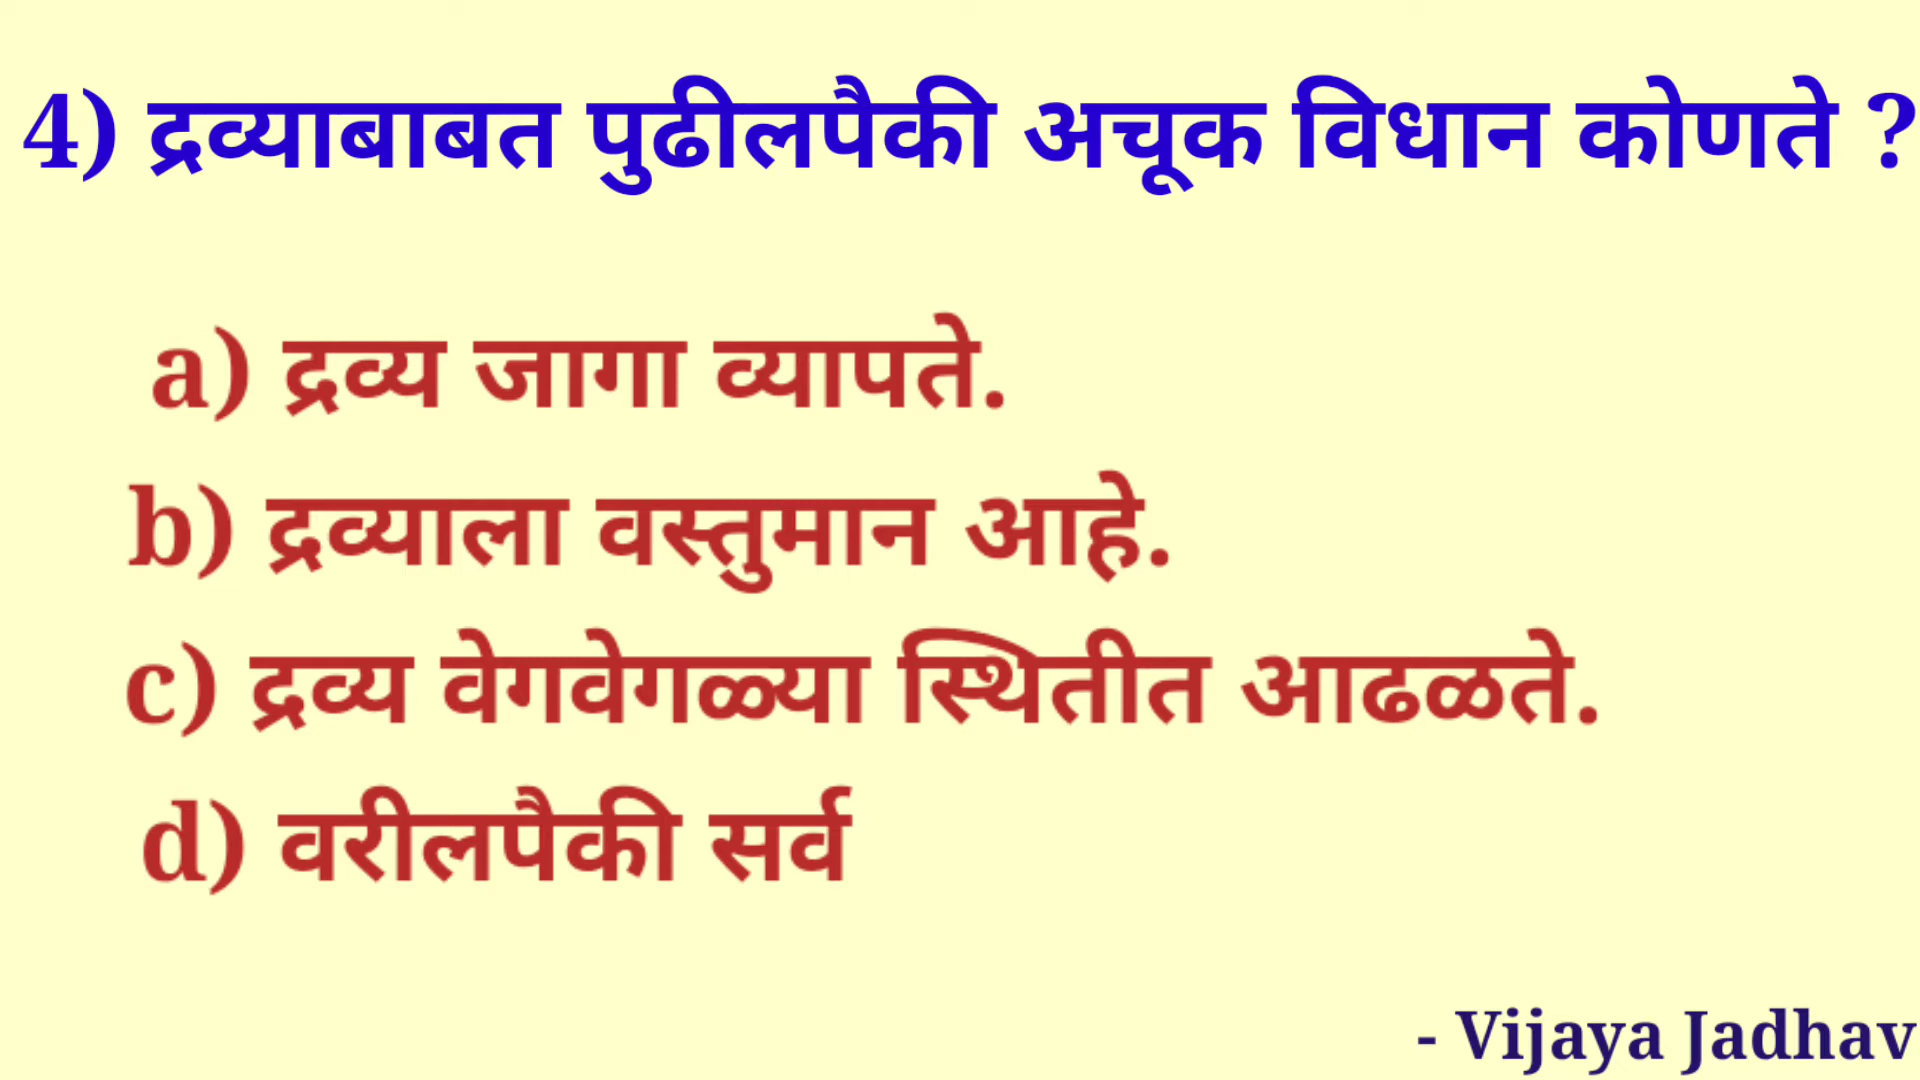 4) द्रव्याबाबत पुढीलपैकी अचूक विधान कोणते ?
a) द्रव्य जागा व्यापते.
b) द्रव्याला वस्तुमान आहे.
c) द्रव्य वेगवेगळ्या स्थितीत आढळते.
d) वरीलपैकी सर्व
- Vijaya Jadhav